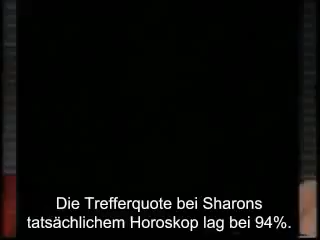 Die Trefferquote bei Sharons
tatsächlichem Horoskop lag bei 94%.